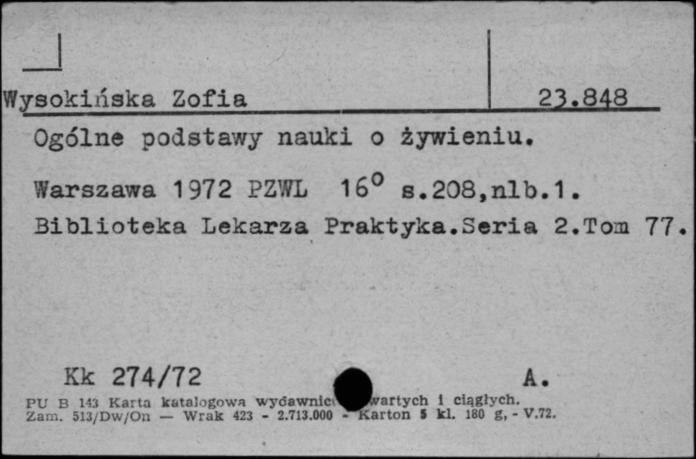 Wysokińska Zofia 23.848
Ogólne podstawy nauki o żywieniu.
Warszawa 1972 PZWL 16° s.208,nlb.1.
Biblioteka Lekarza Praktyka.Seria 2.Tom 77.
Kk 274/72 A.
PU B 143 Karta katalogowa i ciągłych.
Zam. 513/Dw/On — Wrak 423 - 2.713.000 - Karton 5 kl. 180 g, - V.72.